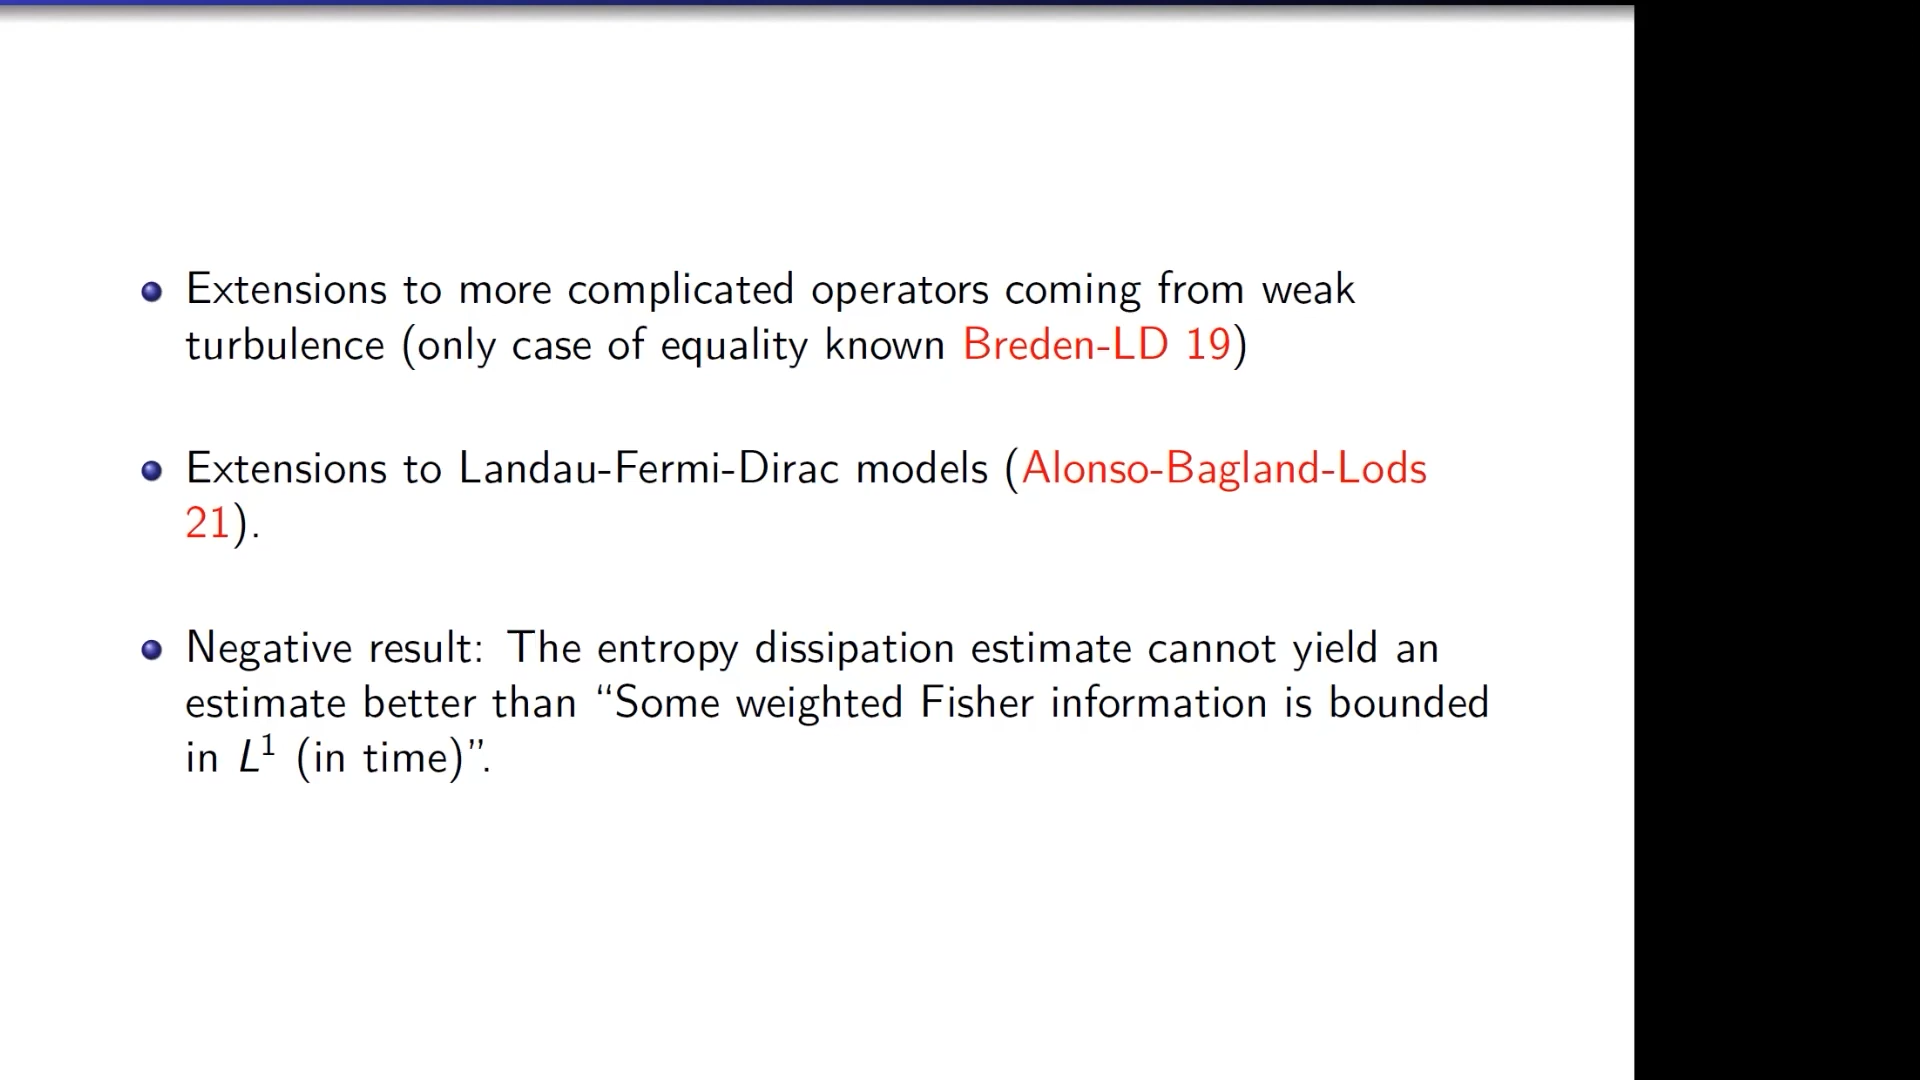 Extensions to more complicated operators coming from weak
turbulence (only case of equality known Breden-LD 19)
Extensions to Landau-Fermi-Dirac models (Alonso-Bagland-Lods
21).
Negative result: The entropy dissipation estimate cannot yield an
estimate better than “Some weighted Fisher information is bounded
in L¹ (in time)”.